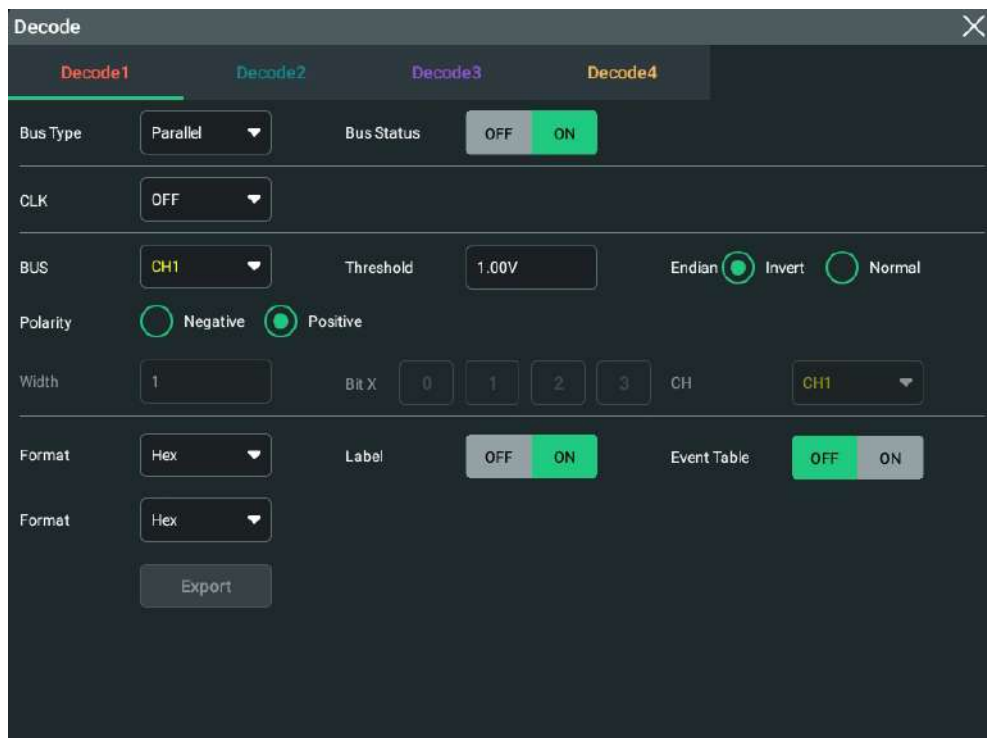 Decode
Decode1 Decode2 Decode3 Decode4
Bus Type Parallel Bus Status OFF ON
CLK OFF
BUS CH1 Threshold 1.00V Endian Invert Normal
Polarity Negative Positive
Width 1 Bit X 0 1 2 3 CH CH1
Format Hex Label OFF ON Event Table OFF ON
Format Hex
Export